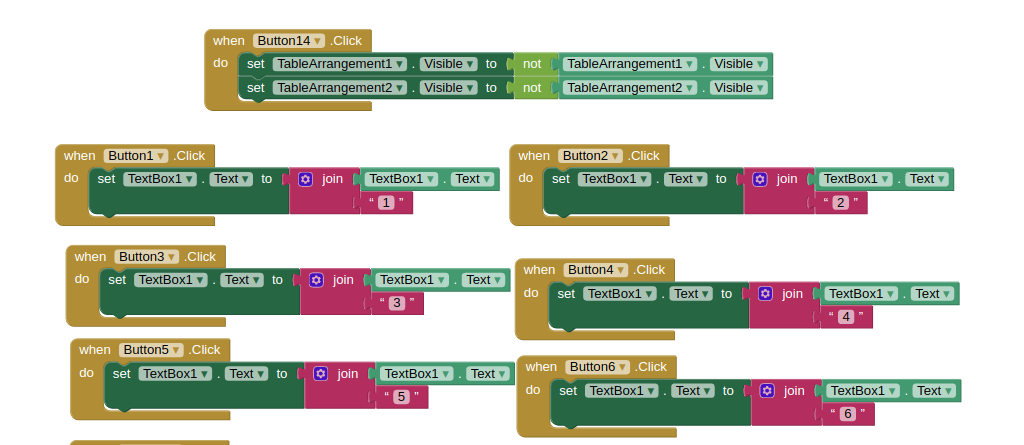 when Button14 .Click
do set TableArrangement1 . Visible to not TableArrangement1 . Visible
set TableArrangement2 . Visible to not TableArrangement2 . Visible
when Button1 .Click
do set TextBox1 . Text to join TextBox1 . Text
“ 1 ”
when Button2 .Click
do set TextBox1 . Text to join TextBox1 . Text
“ 2 ”
when Button3 .Click
do set TextBox1 . Text to join TextBox1 . Text
“ 3 ”
when Button4 .Click
do set TextBox1 . Text to join TextBox1 . Text
“ 4 ”
when Button5 .Click
do set TextBox1 . Text to join TextBox1 . Text
“ 5 ”
when Button6 .Click
do set TextBox1 . Text to join TextBox1 . Text
“ 6 ”